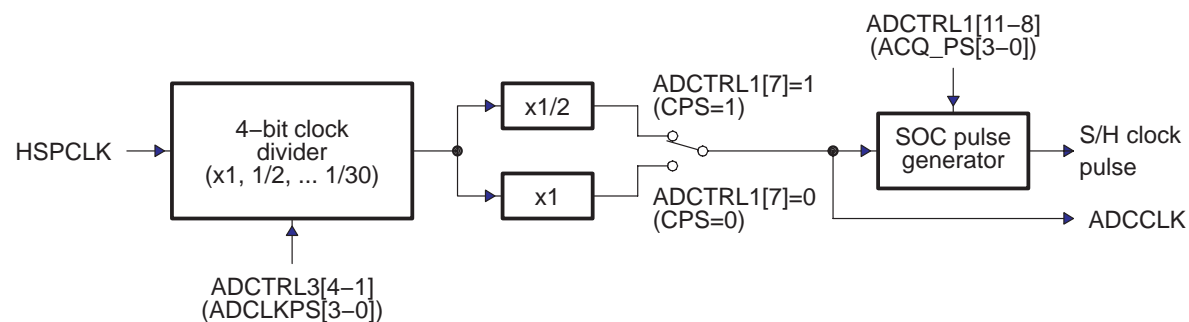 ADCTRL1[11−8]
(ACQ_PS[3−0])
HSPCLK
4−bit clock
divider
(x1, 1/2, ... 1/30)
x1/2
ADCTRL1[7]=1
(CPS=1)
x1
ADCTRL1[7]=0
(CPS=0)
SOC pulse
generator
S/H clock
pulse
ADCCLK
ADCTRL3[4−1]
(ADCLKPS[3−0])